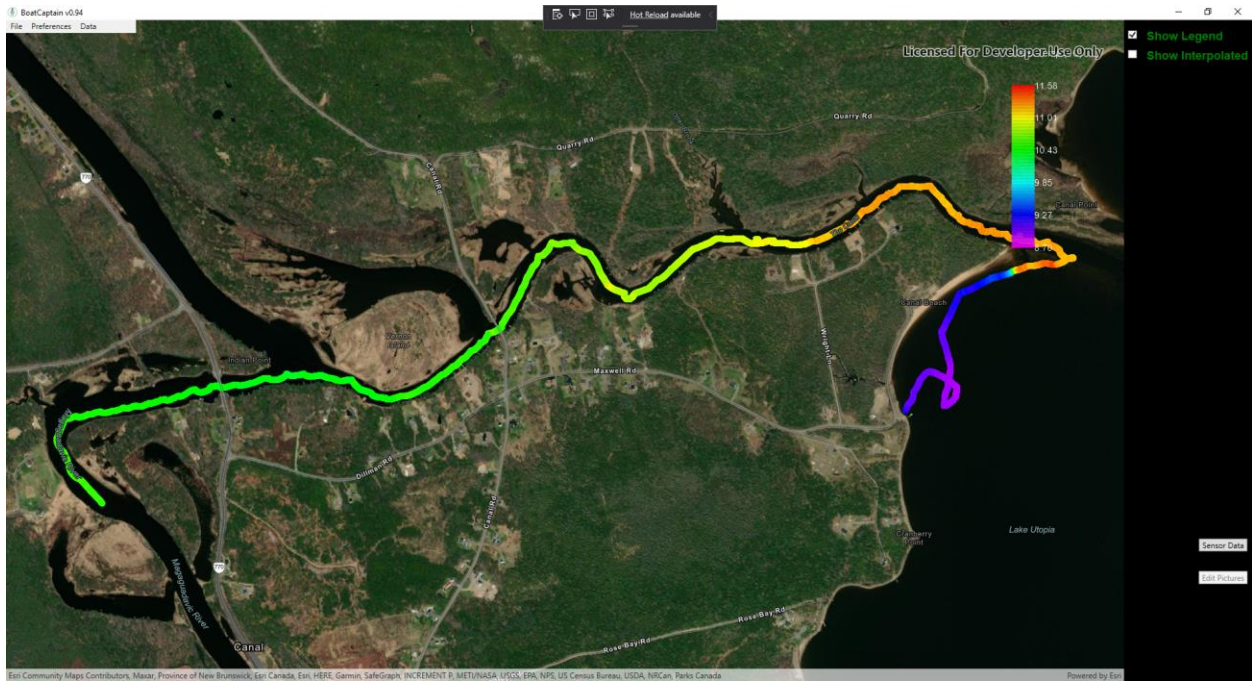 BoatCaptain v0.94
Hot Reload available
File Preferences Data
Show Legend
Licensed For Developer Use Only
Show Interpolated
11.58
11.01
10.43
9.85
9.27
8.70
Quarry Rd
Quarry Rd
Canal Rd
770
Canal Point
Canal Beach
Indian Point
Wright Ln
Maxwell Rd
Dillman Rd
Canal Rd
Cranberry Point
Lake Utopia
Sensor Data
770
Edit Pictures
Magaguadavic River
Rose Bay Rd
Rose Bay Rd
Canal
Esri Community Maps Contributors, Maxar, Province of New Brunswick, Esri Canada, Esri, HERE, Garmin, SafeGraph, INCREMENT P, METI/NASA, USGS, EPA, NPS, US Census Bureau, USDA, NRCan, Parks Canada
Powered by Esri